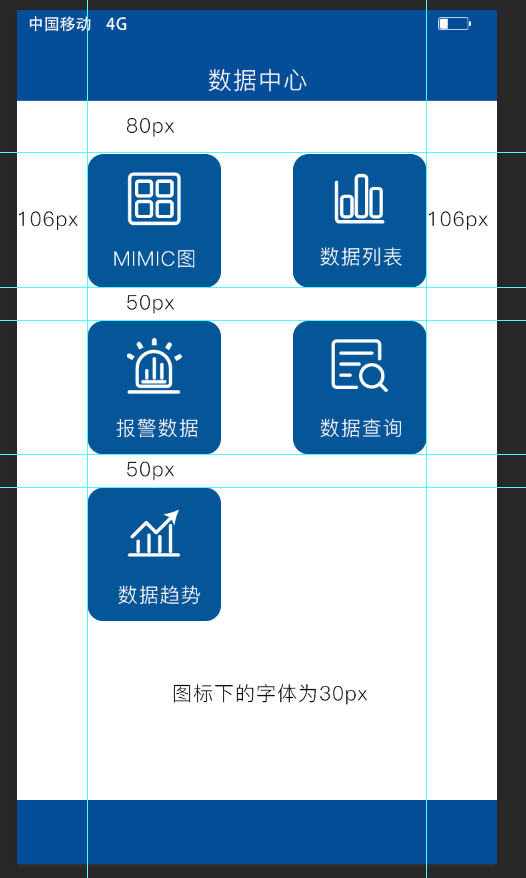 中国移动 4G
数据中心
80px
106px
106px
MIMIC图
数据列表
50px
报警数据
数据查询
50px
数据趋势
图标下的字体为30px